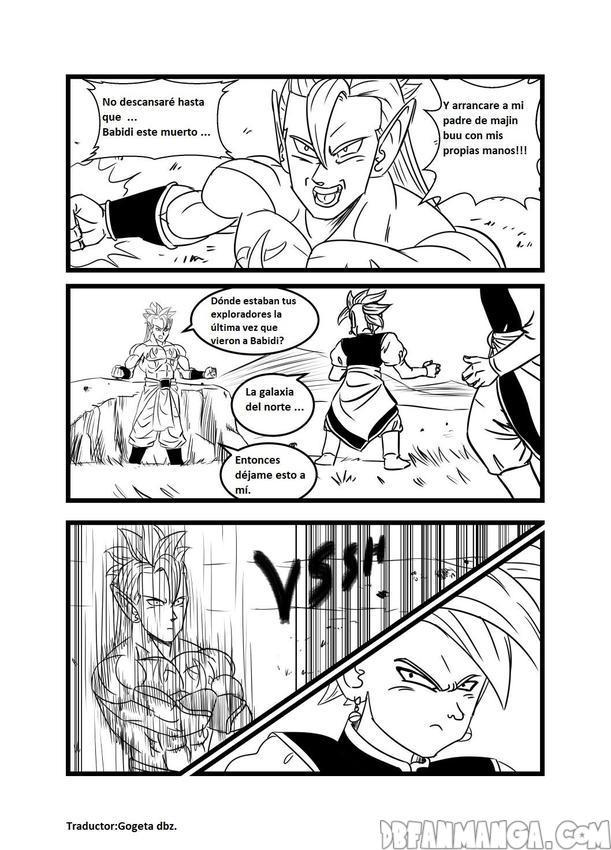 No descansaré hasta
que ...
Babidi este muerto ...
Y arrancare a mi
padre de majin
buu con mis
propias manos!!!
Dónde estaban tus
exploradores la
última vez que
vieron a Babidi?
La galaxia
del norte ...
Entonces
déjame esto a
mí.
VSSH
Traductor:Gogeta dbz.
DBFANMANGA.COM